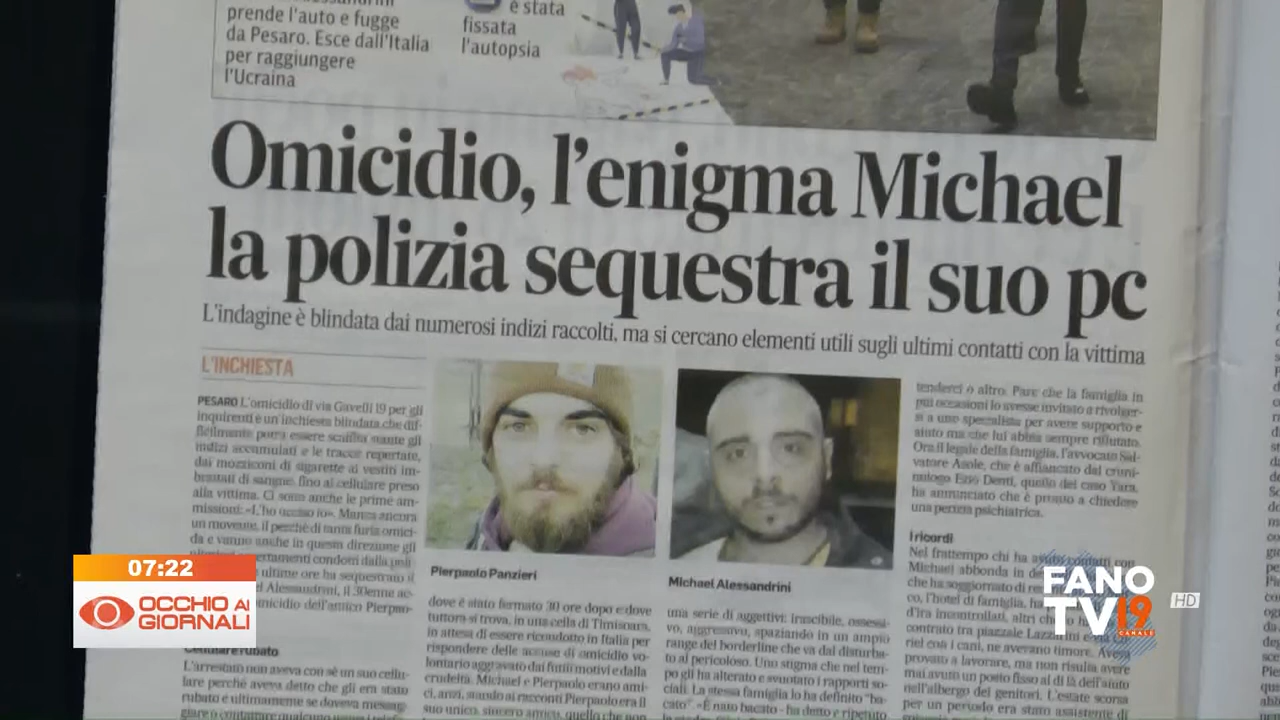 prende l'auto e fugge
da Pesaro. Esce dall'Italia
per raggiungere
l'Ucraina
è stata
fissata
l'autopsia
Omicidio, l'enigma Michael
la polizia sequestra il suo pc
L'indagine è blindata dai numerosi indizi raccolti, ma si cercano elementi utili sugli ultimi contatti con la vittima
L'INCHIESTA
PESARO L'omicidio di via Gavelli 19 per gli
inquirenti è un'inchiesta blindata che dif-
ficilmente potrà essere scalfita stante gli
indizi accumulati e le tracce repertate,
dai mozziconi di sigarette ai vestiti im-
brattati di sangue, fino al cellulare preso
alla vittima. Ci sono anche le prime am-
missioni: «L'ho ucciso io». Manca ancora
un movente, il perché di tanta furia omici-
da e vanno anche in questa direzione gli
accertamenti condotti dalla poli
ultime ore ha sequestrato il
Alessandrini, il 30enne ac-
omicidio dell'amico Pierpao-
Cellulare rubato
L'arrestato non aveva con sé un suo cellu-
lare perché aveva detto che gli era stato
rubato e ultimamente se doveva messag-
giare o contattare qualcuno
Pierpaolo Panzieri
dove è stato fermato 30 ore dopo e dove
tuttora si trova, in una cella di Timisoara,
in attesa di essere ricondotto in Italia per
rispondere delle accuse di omicidio vo-
lontario aggravato dai futili motivi e dalla
crudeltà. Michael e Pierpaolo erano ami-
ci, anzi, stando ai racconti Pierpaolo era il
suo unico, sincero amico, quello che non
Michael Alessandrini
una serie di aggettivi: irascibile, ossessi-
vo, aggressivo, spaziando in un ampio
range del borderline che va dal disturba-
to al pericoloso. Uno stigma che nel tem-
po gli ha alterato e svuotato i rapporti so-
ciali. La stessa famiglia lo ha definito "ba-
cato". «È nato bacato - ha detto e ripetuto
tenderci o altro. Pare che la famiglia in
più occasioni lo avesse invitato a rivolger-
si a uno specialista per avere supporto e
aiuto ma che lui abbia sempre rifiutato.
Ora il legale della famiglia, l'avvocato Sal-
vatore Asole, che è affiancato dal crimi-
nologo Ezio Denti, quello del caso Yara,
ha annunciato che è pronto a chiedere
una perizia psichiatrica.
I ricordi
Nel frattempo chi ha
Michael abbonda in
che ha soggiornato di
co, l'hotel di famiglia,
d'ira incontrollati, altri
contrato tra piazzale Lazzarini e
con i cani, ne avevano timore. Aveva
provato a lavorare, ma non risulta avere
mai avuto un posto fisso al di là dell'aiuto
nell'albergo dei genitori. L'estate scorsa
per un periodo era stato assistente di
07:22
OCCHIO AI
GIORNALI
FANO
TV 19
CANALE
HD